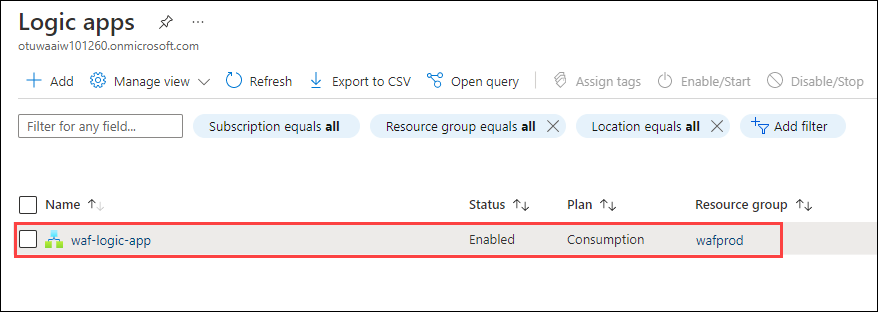 Logic apps ...
otuwaaiw101260.onmicrosoft.com
+ Add Manage view Refresh Export to CSV Open query Assign tags Enable/Start Disable/Stop
Filter for any field... Subscription equals all Resource group equals all Location equals all Add filter
Name Status Plan Resource group
waf-logic-app Enabled Consumption wafprod